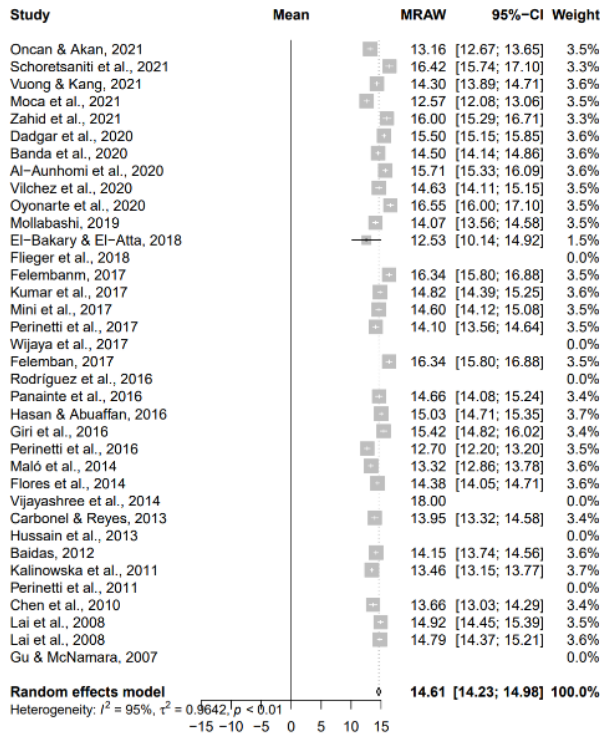 Study Mean MRAW 95%−CI Weight
Oncan & Akan, 2021 13.16 [12.67; 13.65] 3.5%
Schoretsaniti et al., 2021 16.42 [15.74; 17.10] 3.3%
Vuong & Kang, 2021 14.30 [13.89; 14.71] 3.6%
Moca et al., 2021 12.57 [12.08; 13.06] 3.5%
Zahid et al., 2021 16.00 [15.29; 16.71] 3.3%
Dadgar et al., 2020 15.50 [15.15; 15.85] 3.6%
Banda et al., 2020 14.50 [14.14; 14.86] 3.6%
Al−Aunhomi et al., 2020 15.71 [15.33; 16.09] 3.6%
Vilchez et al., 2020 14.63 [14.11; 15.15] 3.5%
Oyonarte et al., 2020 16.55 [16.00; 17.10] 3.5%
Mollabashi, 2019 14.07 [13.56; 14.58] 3.5%
El−Bakary & El−Atta, 2018 12.53 [10.14; 14.92] 1.5%
Flieger et al., 2018 0.0%
Felembanm, 2017 16.34 [15.80; 16.88] 3.5%
Kumar et al., 2017 14.82 [14.39; 15.25] 3.6%
Mini et al., 2017 14.60 [14.12; 15.08] 3.5%
Perinetti et al., 2017 14.10 [13.56; 14.64] 3.5%
Wijaya et al., 2017 0.0%
Felemban, 2017 16.34 [15.80; 16.88] 3.5%
Rodríguez et al., 2016 0.0%
Panainte et al., 2016 14.66 [14.08; 15.24] 3.4%
Hasan & Abuaffan, 2016 15.03 [14.71; 15.35] 3.7%
Giri et al., 2016 15.42 [14.82; 16.02] 3.4%
Perinetti et al., 2016 12.70 [12.20; 13.20] 3.5%
Maló et al., 2014 13.32 [12.86; 13.78] 3.6%
Flores et al., 2014 14.38 [14.05; 14.71] 3.6%
Vijayashree et al., 2014 18.00 0.0%
Carbonel & Reyes, 2013 13.95 [13.32; 14.58] 3.4%
Hussain et al., 2013 0.0%
Baidas, 2012 14.15 [13.74; 14.56] 3.6%
Kalinowska et al., 2011 13.46 [13.15; 13.77] 3.7%
Perinetti et al., 2011 0.0%
Chen et al., 2010 13.66 [13.03; 14.29] 3.4%
Lai et al., 2008 14.92 [14.45; 15.39] 3.5%
Lai et al., 2008 14.79 [14.37; 15.21] 3.6%
Gu & McNamara, 2007 0.0%
Random effects model 14.61 [14.23; 14.98] 100.0%
Heterogeneity: I² = 95%, τ² = 0.9642, p < 0.01
−15 −10 −5 0 5 10 15